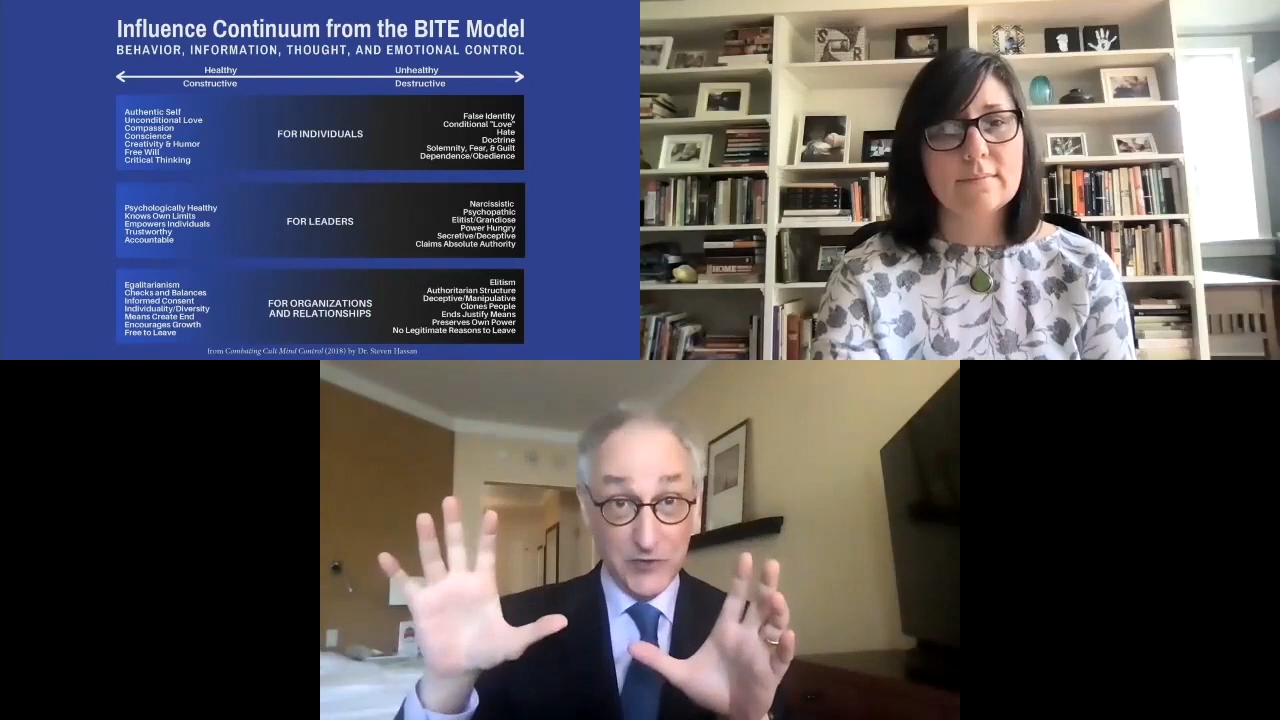 Influence Continuum from the BITE Model
BEHAVIOR, INFORMATION, THOUGHT, AND EMOTIONAL CONTROL
Healthy
Unhealthy
Constructive
Destructive
Authentic Self
Unconditional Love
Compassion
Conscience
Creativity & Humor
Free Will
Critical Thinking
FOR INDIVIDUALS
False Identity
Conditional "Love"
Hate
Doctrine
Solemnity, Fear, & Guilt
Dependence/Obedience
Psychologically Healthy
Knows Own Limits
Empowers Individuals
Trustworthy
Accountable
FOR LEADERS
Narcissistic
Psychopathic
Elitist/Grandiose
Power Hungry
Secretive/Deceptive
Claims Absolute Authority
Egalitarianism
Checks and Balances
Informed Consent
Individuality/Diversity
Means Create End
Encourages Growth
Free to Leave
FOR ORGANIZATIONS
AND RELATIONSHIPS
Elitism
Authoritarian Structure
Deceptive/Manipulative
Clones People
Ends Justify Means
Preserves Own Power
No Legitimate Reasons to Leave
from Combating Cult Mind Control (2018) by Dr. Steven Hassan
HOME